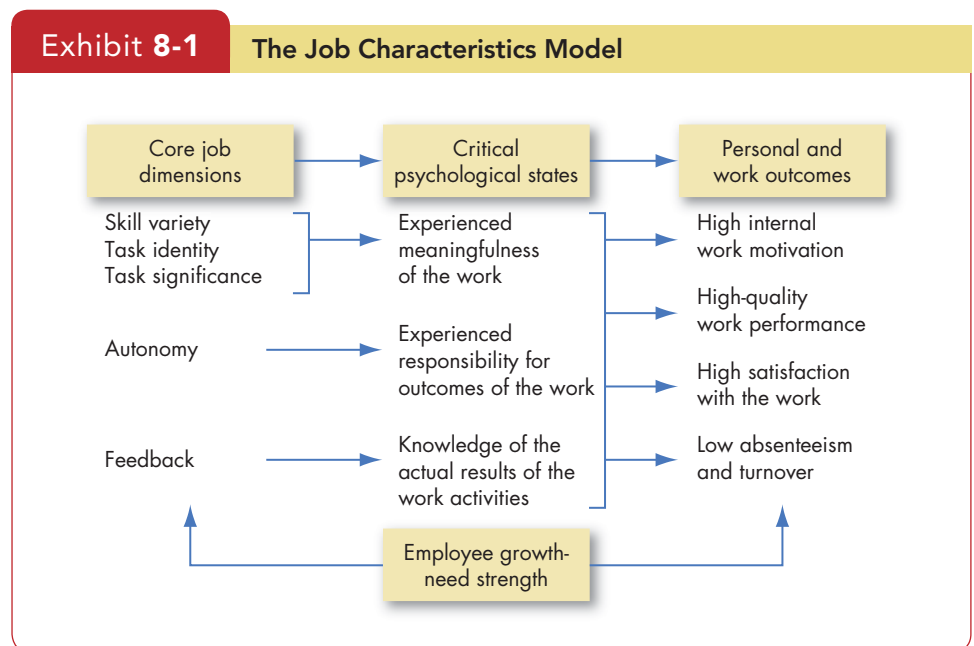 Exhibit 8-1
The Job Characteristics Model
Core job
dimensions
Critical
psychological states
Personal and
work outcomes
Skill variety
Task identity
Task significance
Experienced
meaningfulness
of the work
High internal
work motivation
High-quality
work performance
Autonomy
Experienced
responsibility for
outcomes of the work
High satisfaction
with the work
Feedback
Knowledge of the
actual results of the
work activities
Low absenteeism
and turnover
Employee growth-
need strength